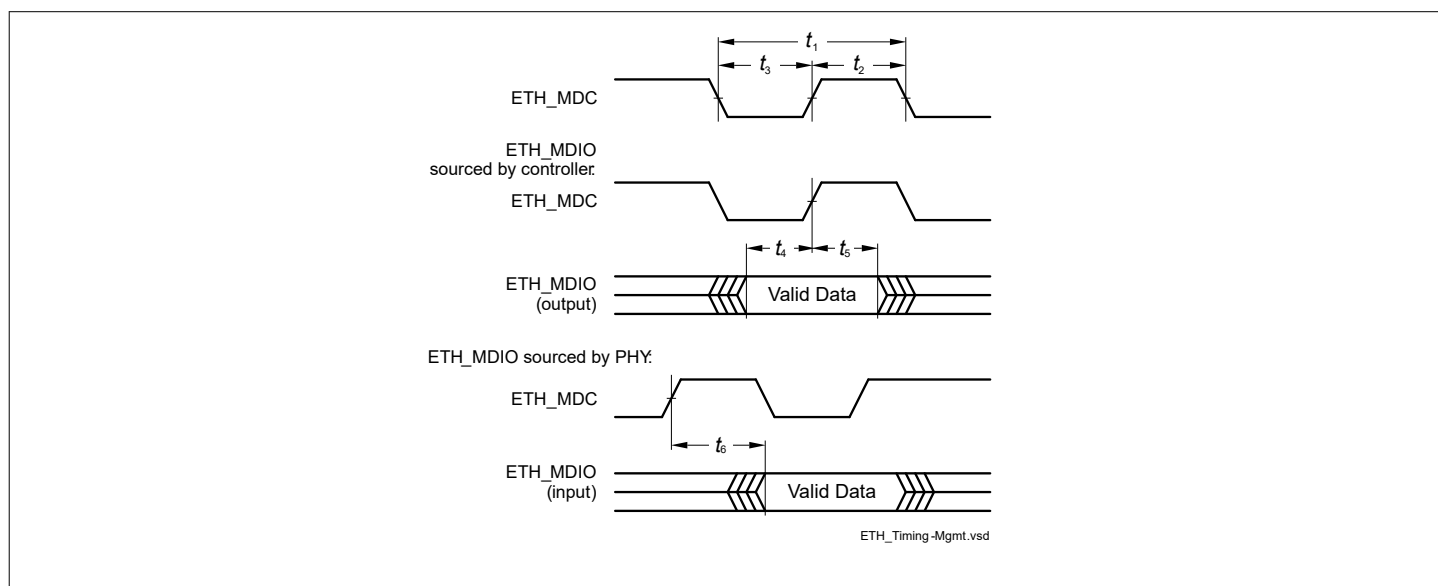 t1
t3 t2
ETH_MDC
ETH_MDIO
sourced by controller:
ETH_MDC
t4 t5
ETH_MDIO
(output)
Valid Data
ETH_MDIO sourced by PHY:
ETH_MDC
t6
ETH_MDIO
(input)
Valid Data
ETH_Timing-Mgmt.vsd